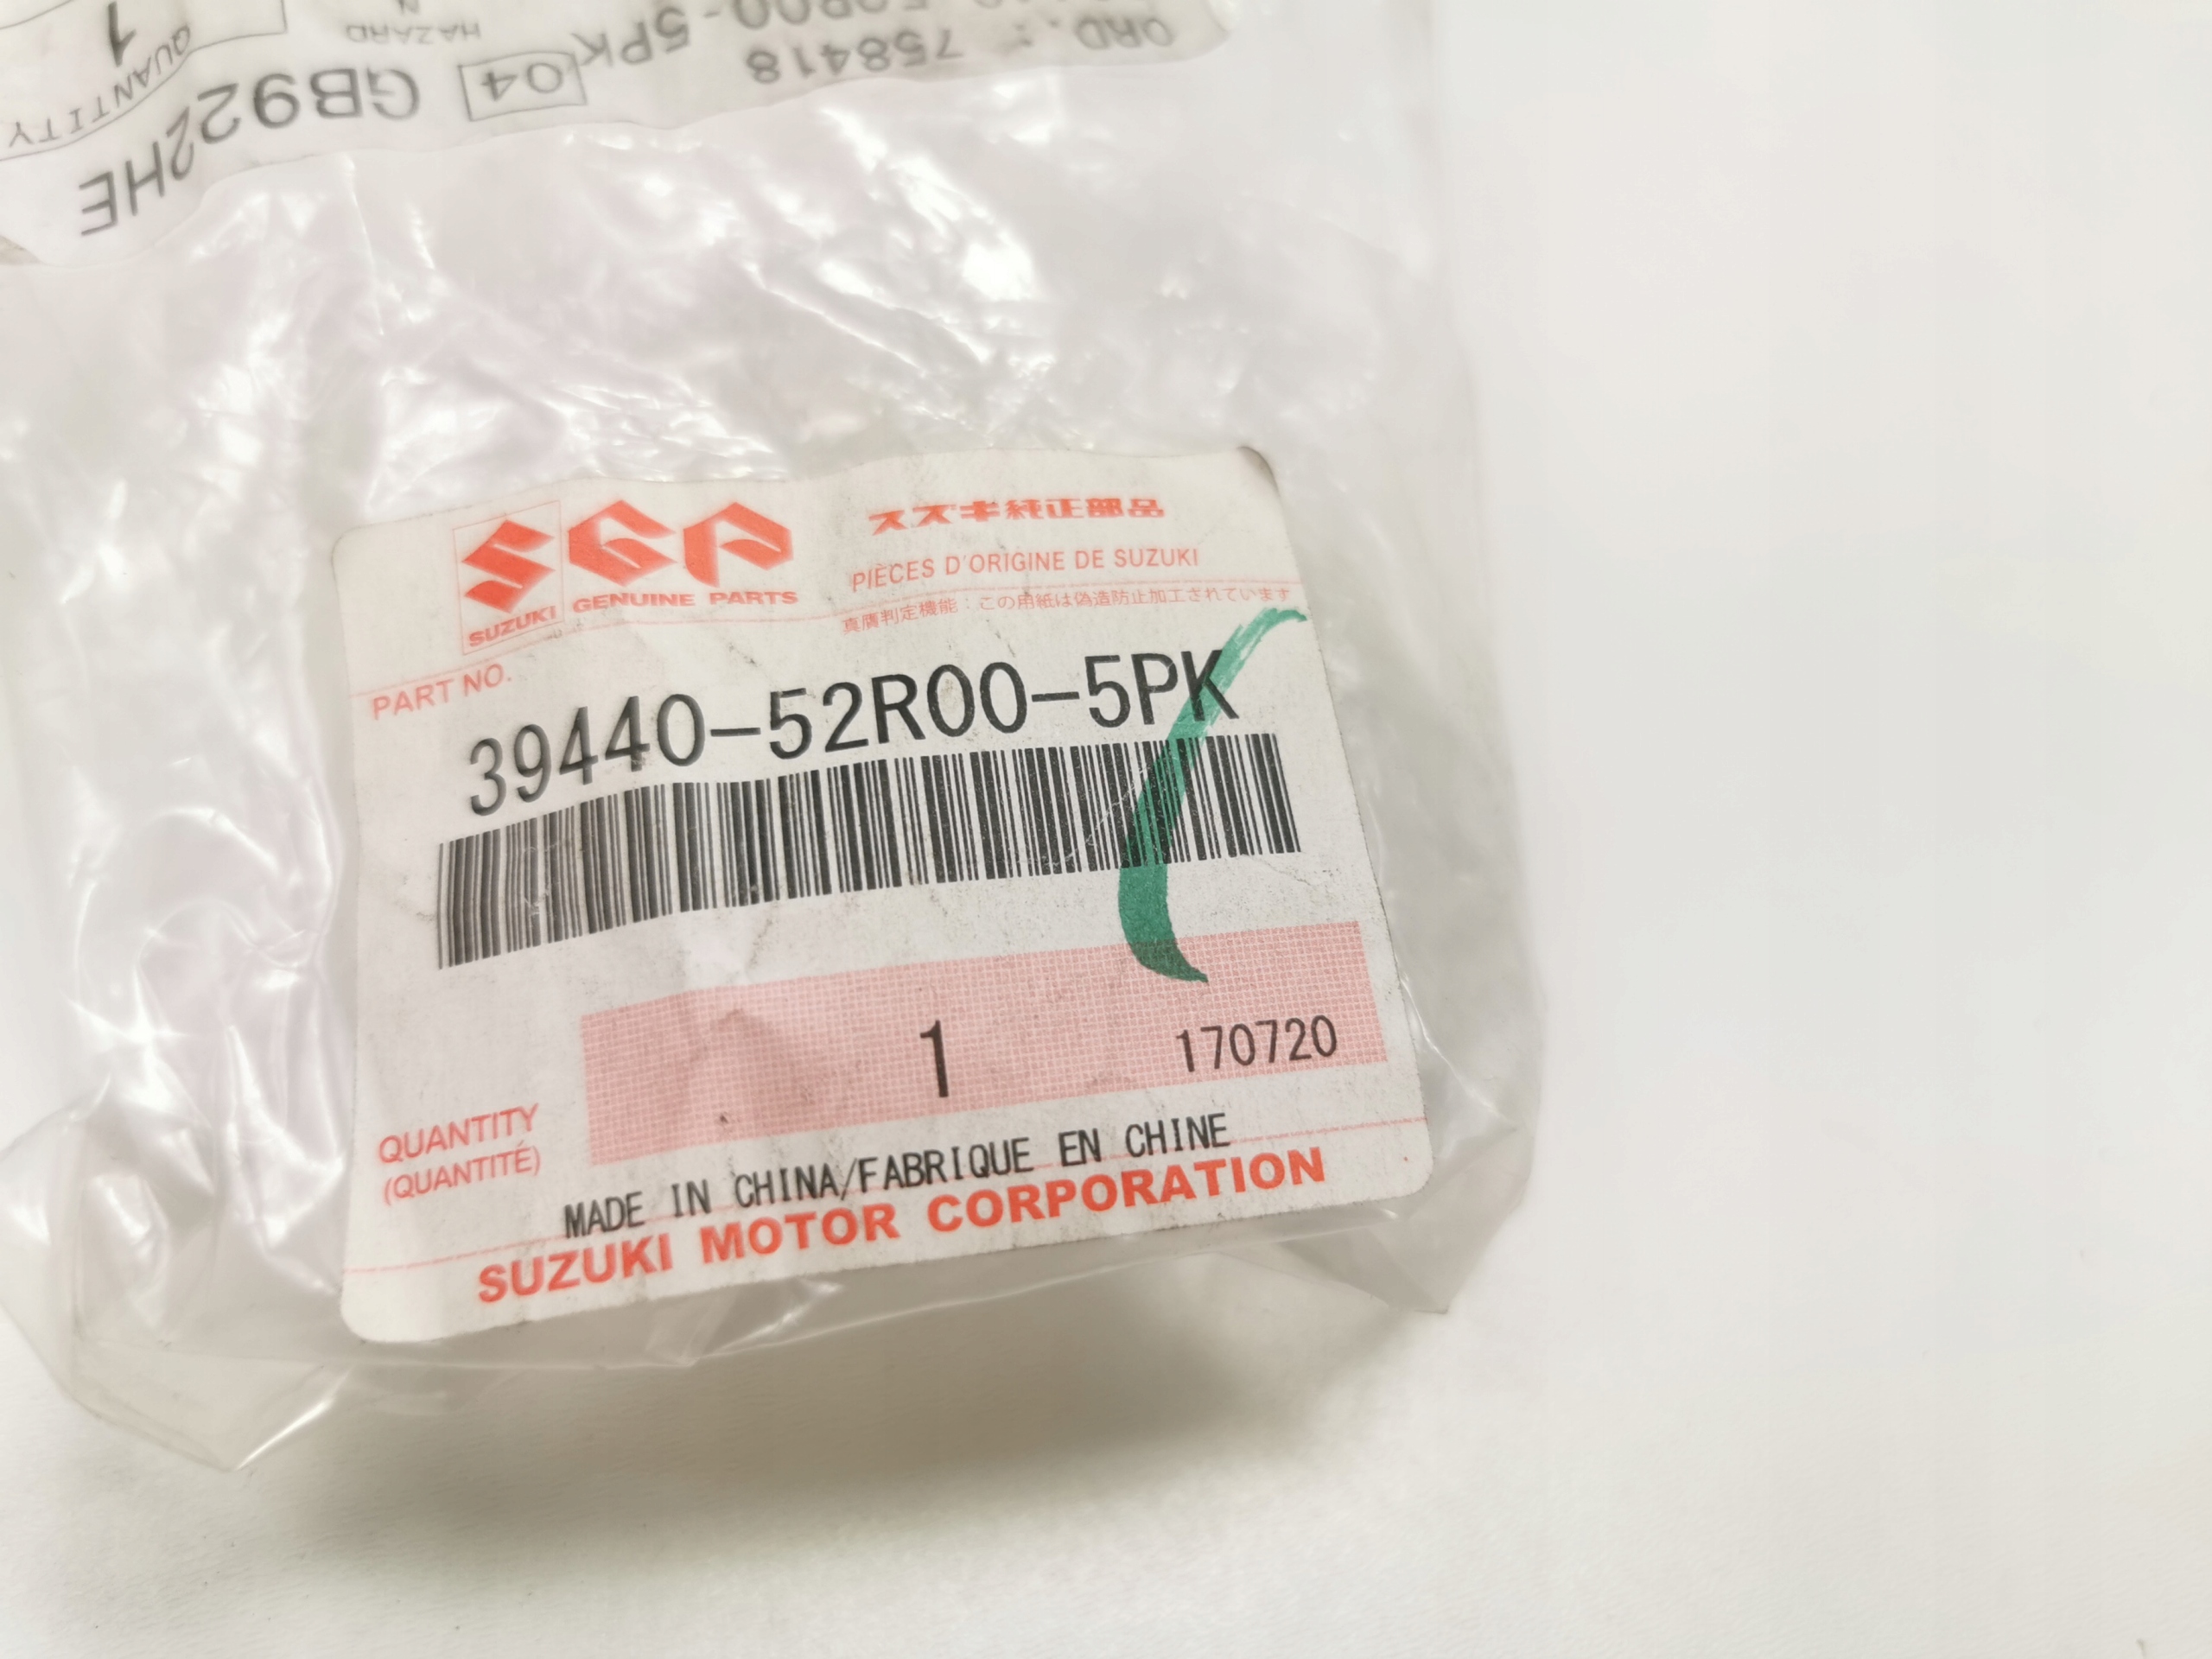 QUANTITY
1
QUANTITY
HAZARD
N
GB922HE
04
52R00-5PK
ORD.: 758418
SGP
SUZUKI GENUINE PARTS
スズキ純正部品
PIÈCES D'ORIGINE DE SUZUKI
真贋判定機能：この用紙は偽造防止加工されています
PART NO.
39440-52R00-5PK
1
170720
QUANTITY
(QUANTITÉ)
MADE IN CHINA/FABRIQUE EN CHINE
SUZUKI MOTOR CORPORATION